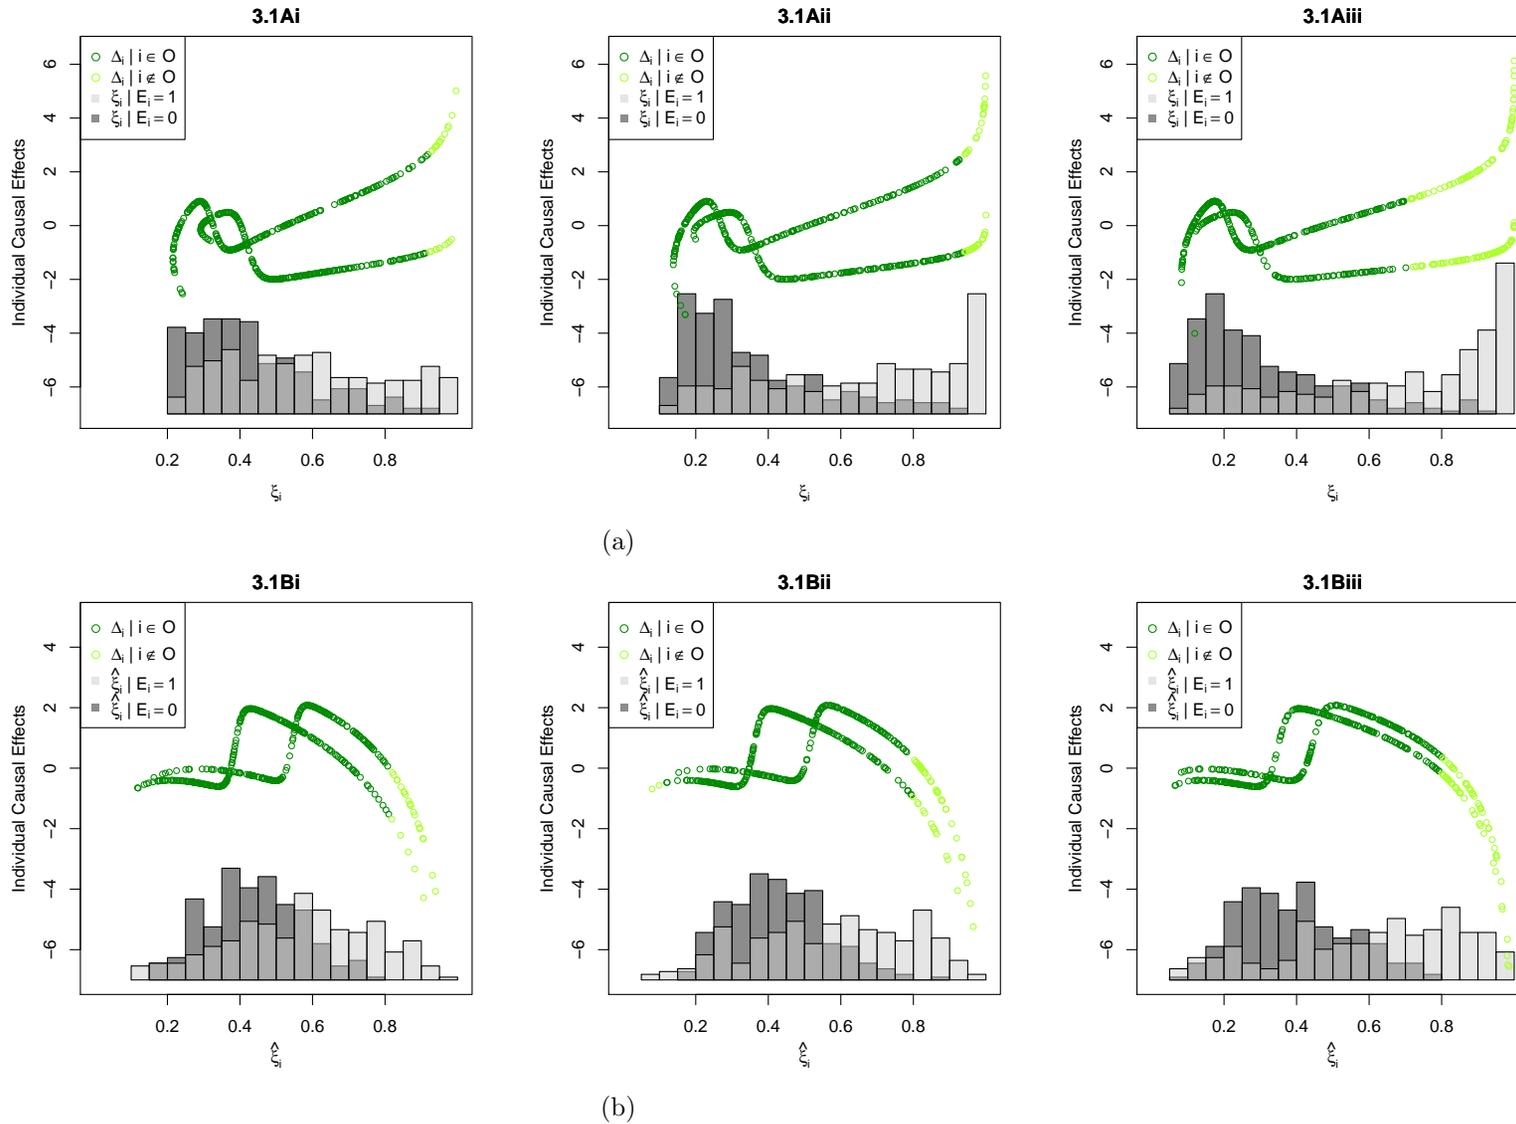 3.1Ai
3.1Aii
3.1Aiii
Δi | i ∈ O
Δi | i ∉ O
ξi | Ei = 1
ξi | Ei = 0
Individual Causal Effects
6
4
2
0
−2
−4
−6
0.2 0.4 0.6 0.8
ξi
Δi | i ∈ O
Δi | i ∉ O
ξi | Ei = 1
ξi | Ei = 0
Individual Causal Effects
6
4
2
0
−2
−4
−6
0.2 0.4 0.6 0.8
ξi
Δi | i ∈ O
Δi | i ∉ O
ξi | Ei = 1
ξi | Ei = 0
Individual Causal Effects
6
4
2
0
−2
−4
−6
0.2 0.4 0.6 0.8
ξi
(a)
3.1Bi
3.1Bii
3.1Biii
Δi | i ∈ O
Δi | i ∉ O
ξ̂i | Ei = 1
ξ̂i | Ei = 0
Individual Causal Effects
4
2
0
−2
−4
−6
0.2 0.4 0.6 0.8
ξ̂i
Δi | i ∈ O
Δi | i ∉ O
ξ̂i | Ei = 1
ξ̂i | Ei = 0
Individual Causal Effects
4
2
0
−2
−4
−6
0.2 0.4 0.6 0.8
ξ̂i
Δi | i ∈ O
Δi | i ∉ O
ξ̂i | Ei = 1
ξ̂i | Ei = 0
Individual Causal Effects
4
2
0
−2
−4
−6
0.2 0.4 0.6 0.8
ξ̂i
(b)